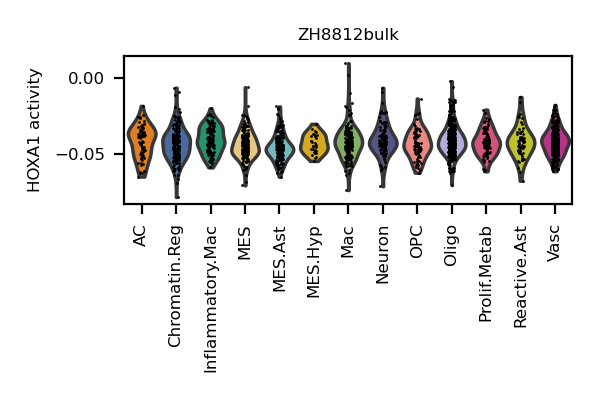 ZH8812bulk
HOXA1 activity
0.00
−0.05
AC
Chromatin.Reg
Inflammatory.Mac
MES
MES.Ast
MES.Hyp
Mac
Neuron
OPC
Oligo
Prolif.Metab
Reactive.Ast
Vasc